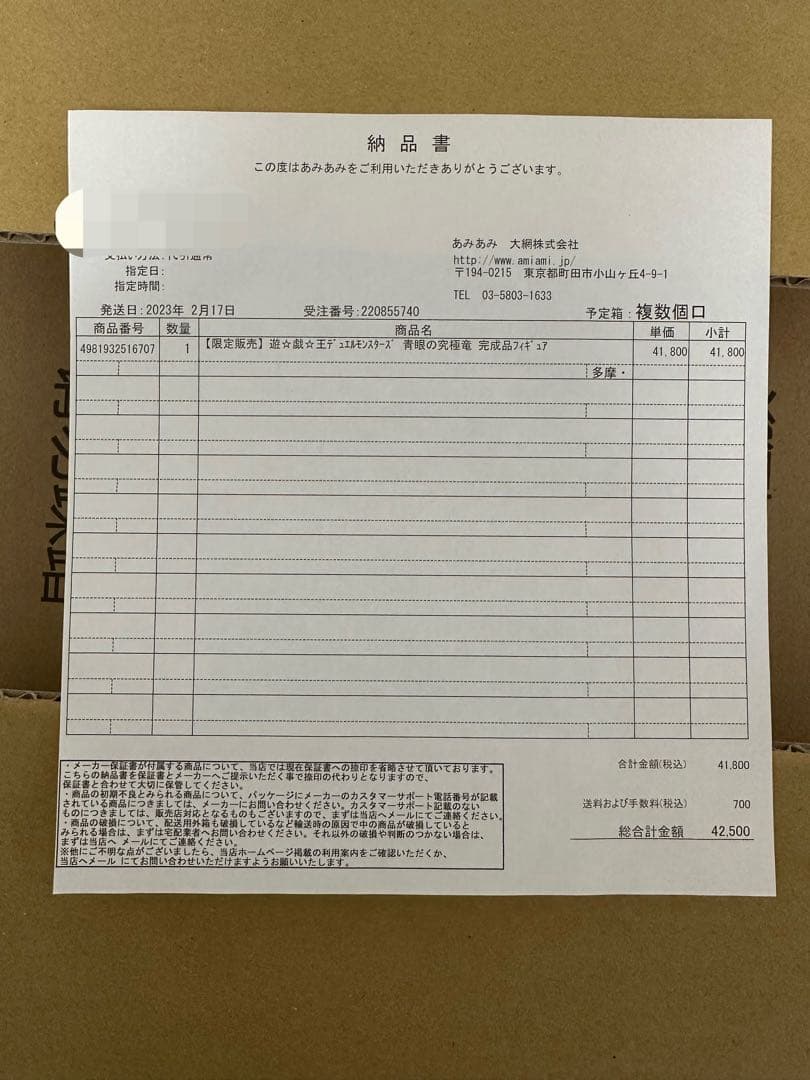 納品書
この度はあみあみをご利用いただきありがとうございます。
支払い方法:代引通常
指定日:
指定時間:
あみあみ 大網株式会社
http://www.amiami.jp/
〒194-0215 東京都町田市小山ヶ丘4-9-1
TEL 03-5803-1633
発送日:2023年 2月17日 受注番号:220855740 予定箱:複数個口
商品番号 数量 商品名 単価 小計
4981932516707 1 【限定販売】遊☆戯☆王ﾃﾞｭｴﾙﾓﾝｽﾀｰｽﾞ 青眼の究極竜 完成品ﾌｨｷﾞｭｱ 41,800 41,800
多摩・
・メーカー保証書が付属する商品について、当店では現在保証書への捺印を省略させて頂いております。
こちらの納品書を保証書とメーカーへご提示いただく事で捺印の代わりとなりますので、
保証書と合わせて大切に保管してください。
・商品の初期不良とみられる商品について、パッケージにメーカーのカスタマーサポート電話番号が記載
されている商品につきましては、メーカーにお問い合わせください。カスタマーサポート記載のない
ものにつきましては、販売店対応となるものもございますので、まずは当店へメールにてご連絡ください。
・商品の破損について、配送用外箱も破損しているなど輸送時の原因で中の商品が破損していると
みられる場合は、まずは宅配業者へお問い合わせください。それ以外の破損や判断のつかない場合は、
まずは当店へ メールにてご連絡ください。
※他にご不明な点がございましたら、当店ホームページ掲載の利用案内をご確認いただくか、
当店へメール にてお問い合わせいただけますようお願いいたします。
合計金額(税込) 41,800
送料および手数料(税込) 700
総合計金額 42,500